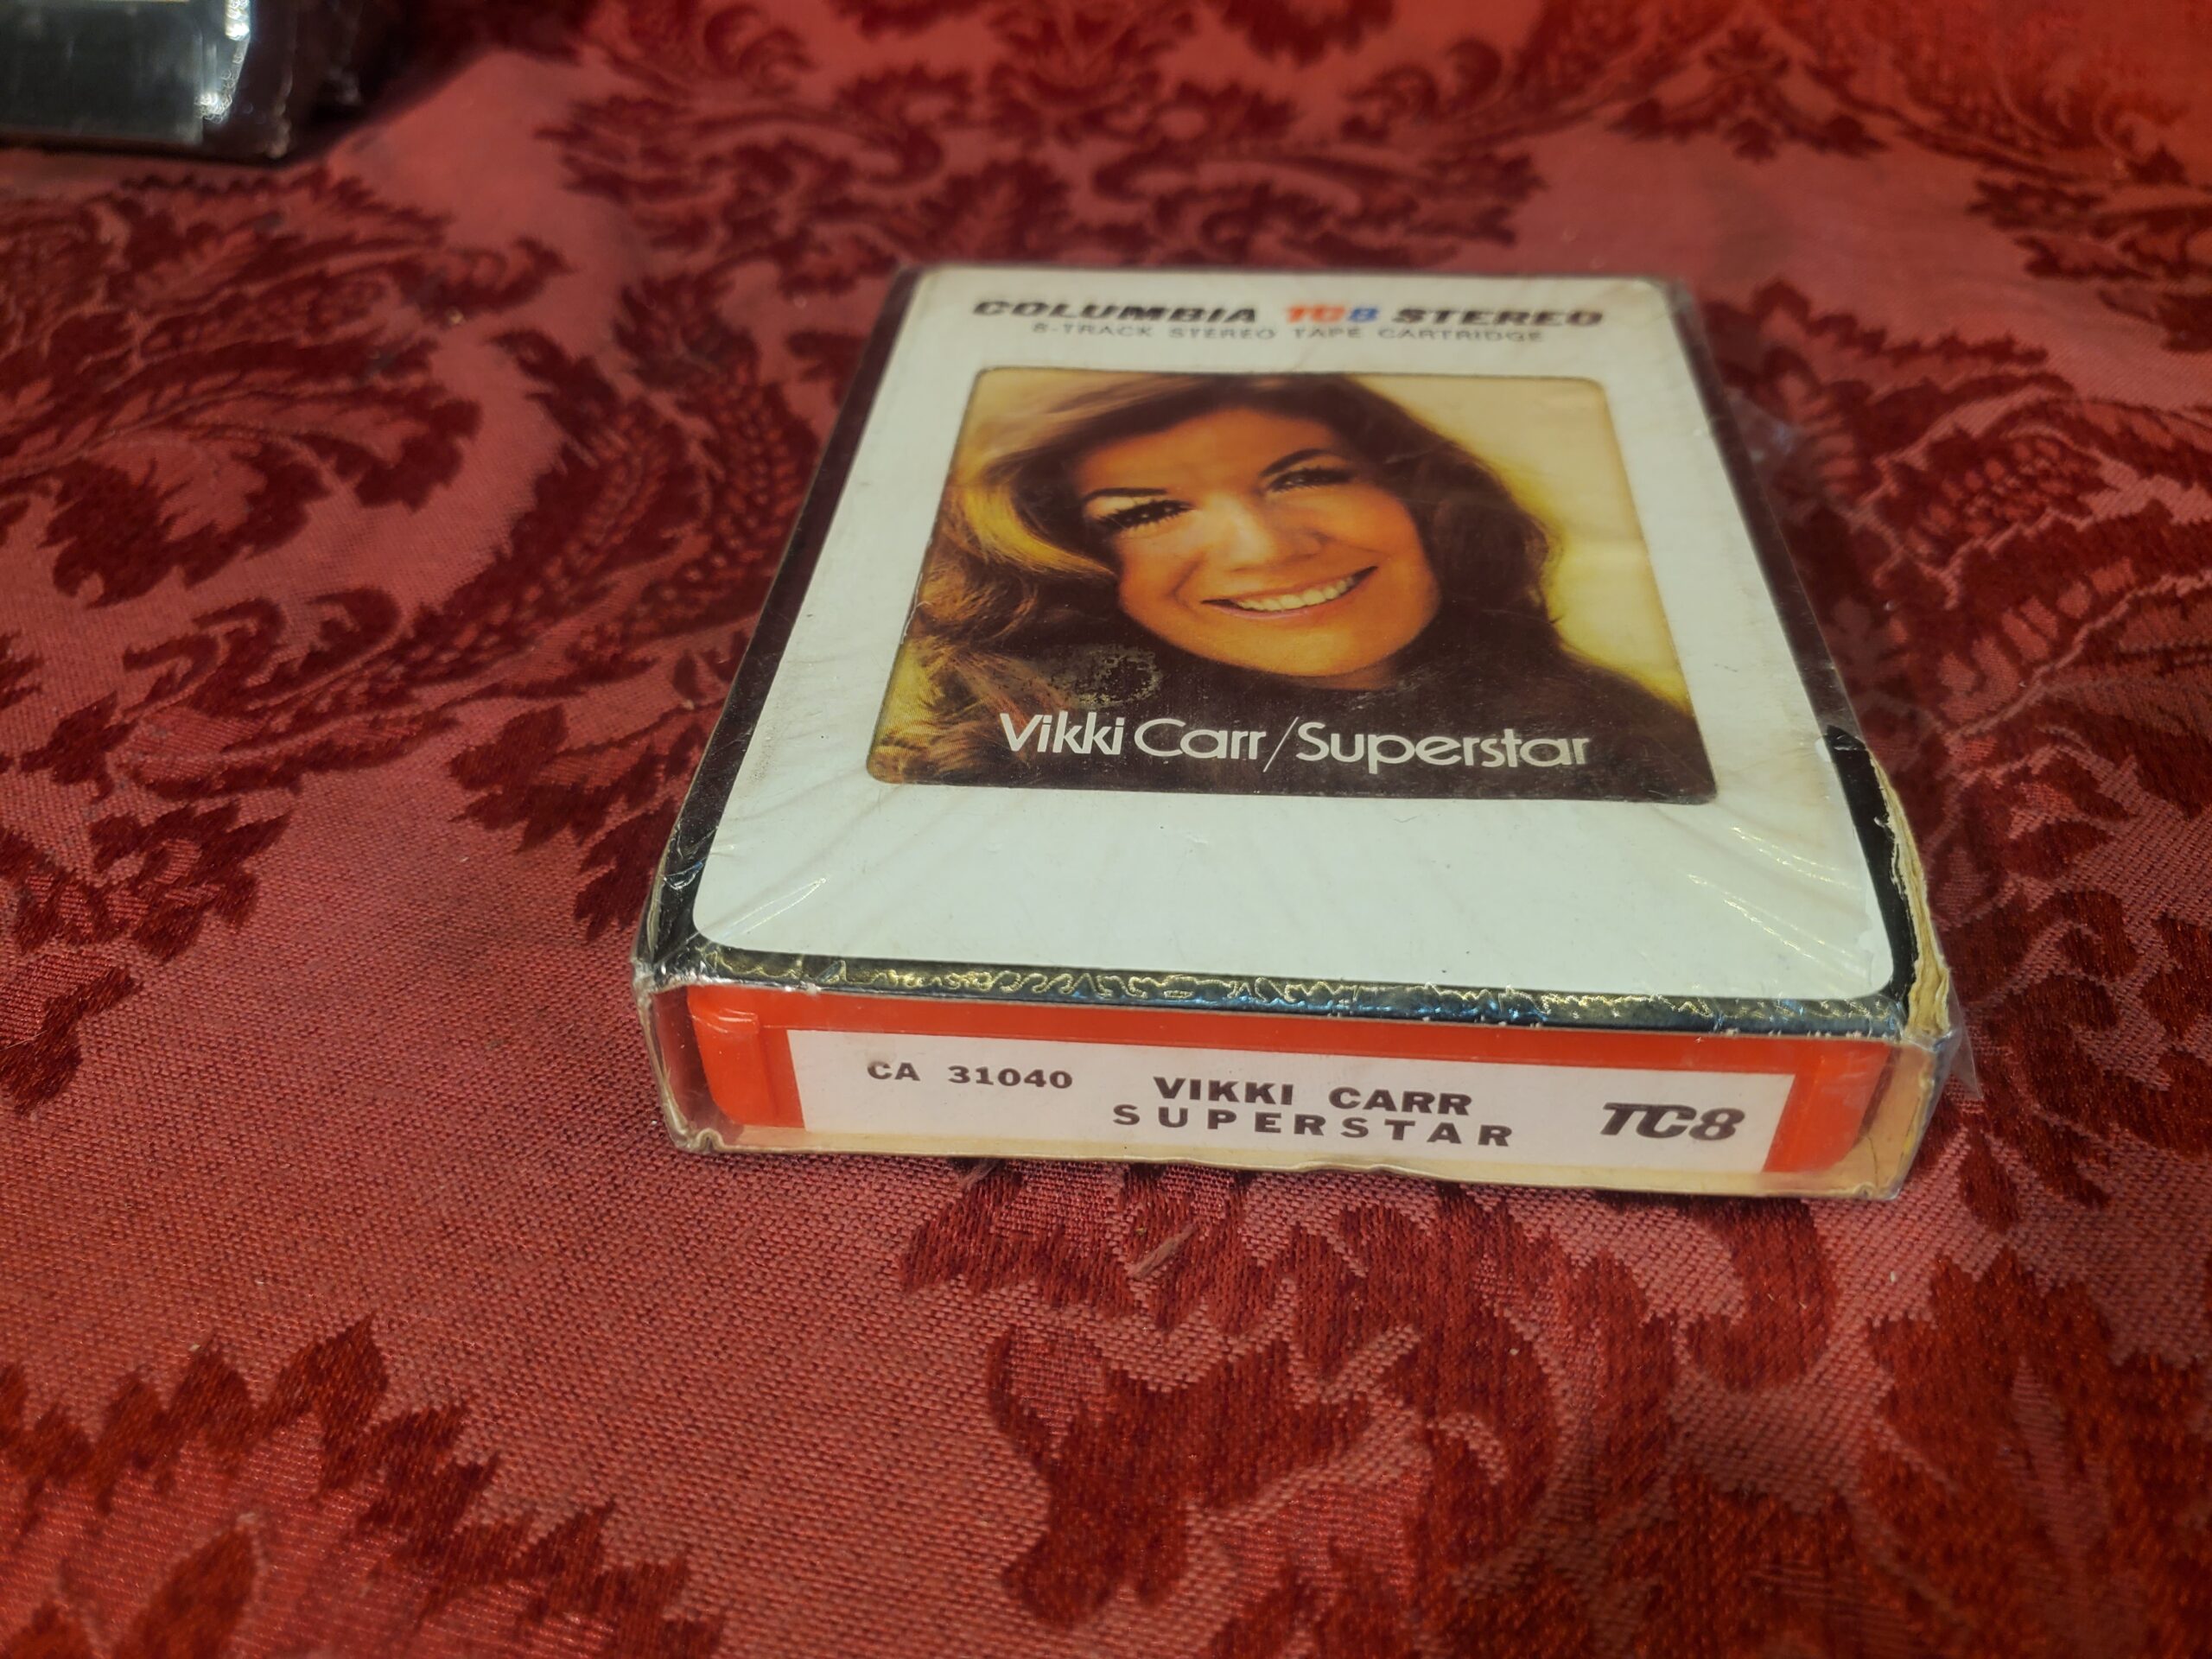 COLUMBIA TC8 STEREO
8-TRACK STEREO TAPE CARTRIDGE
Vikki Carr/Superstar
CA 31040 VIKKI CARR TC8
SUPERSTAR